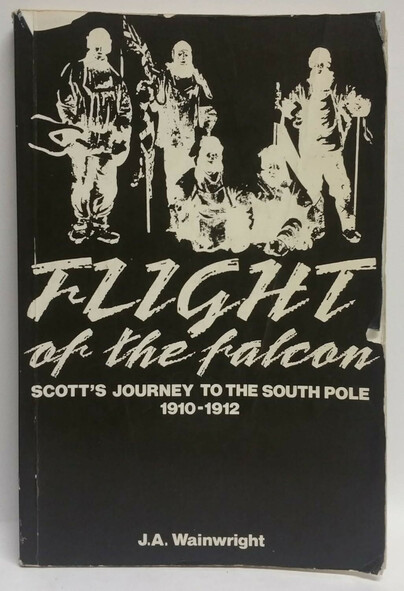 FLIGHT
of the falcon
SCOTT'S JOURNEY TO THE SOUTH POLE
1910-1912
J.A. Wainwright